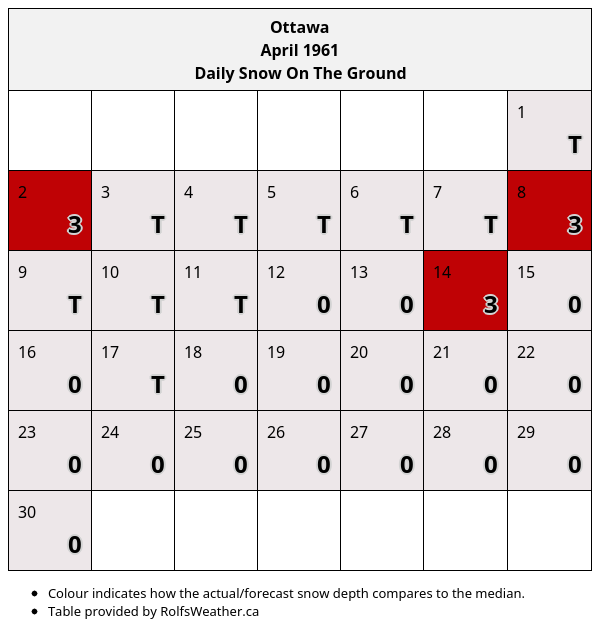 Ottawa
April 1961
Daily Snow On The Ground
1
T
2 3 4 5 6 7 8
3 T T T T T 3
9 10 11 12 13 14 15
T T T 0 0 3 0
16 17 18 19 20 21 22
0 T 0 0 0 0 0
23 24 25 26 27 28 29
0 0 0 0 0 0 0
30
0
• Colour indicates how the actual/forecast snow depth compares to the median.
• Table provided by RolfsWeather.ca